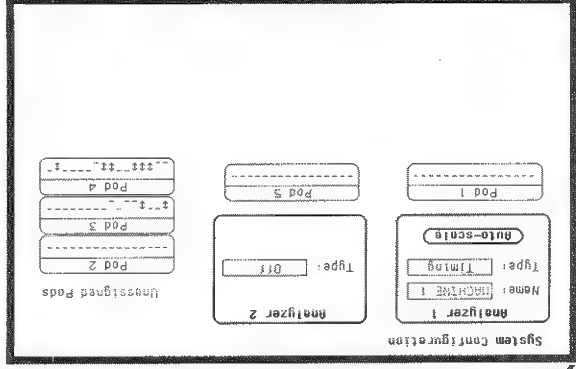 System Configuration
Analyzer 1
Name: MACHINE 1
Type: Timing
Auto-scale
Pod 1
Analyzer 2
Type: Off
Pod 5
Unassigned Pods
Pod 2
Pod 3
Pod 4